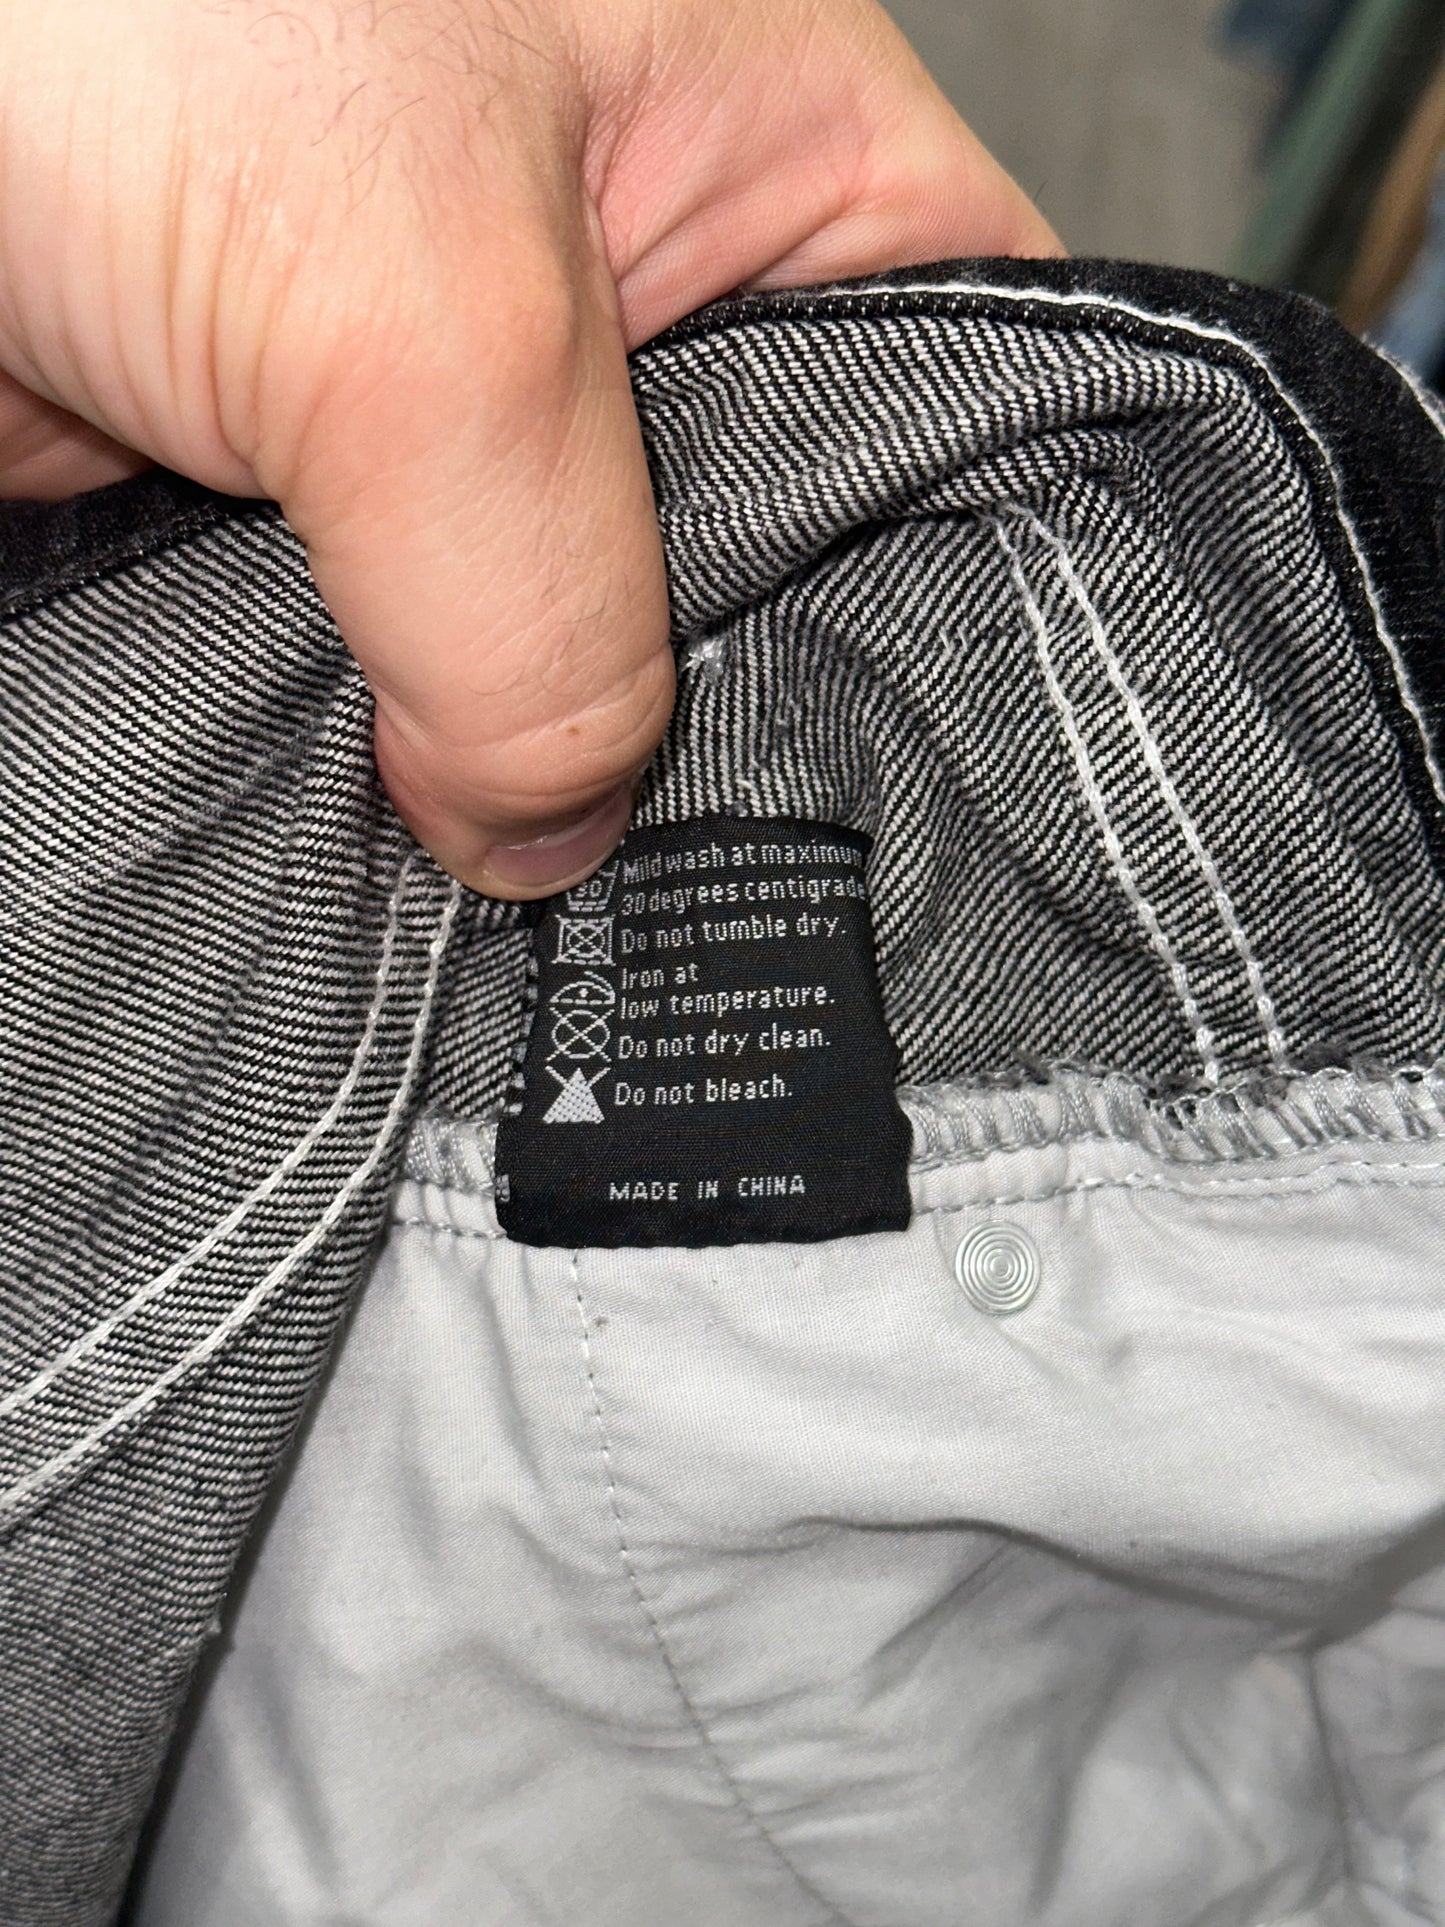 Mild wash at maximum
30 degrees centigrade
Do not tumble dry.
Iron at
low temperature.
Do not dry clean.
Do not bleach.
MADE IN CHINA